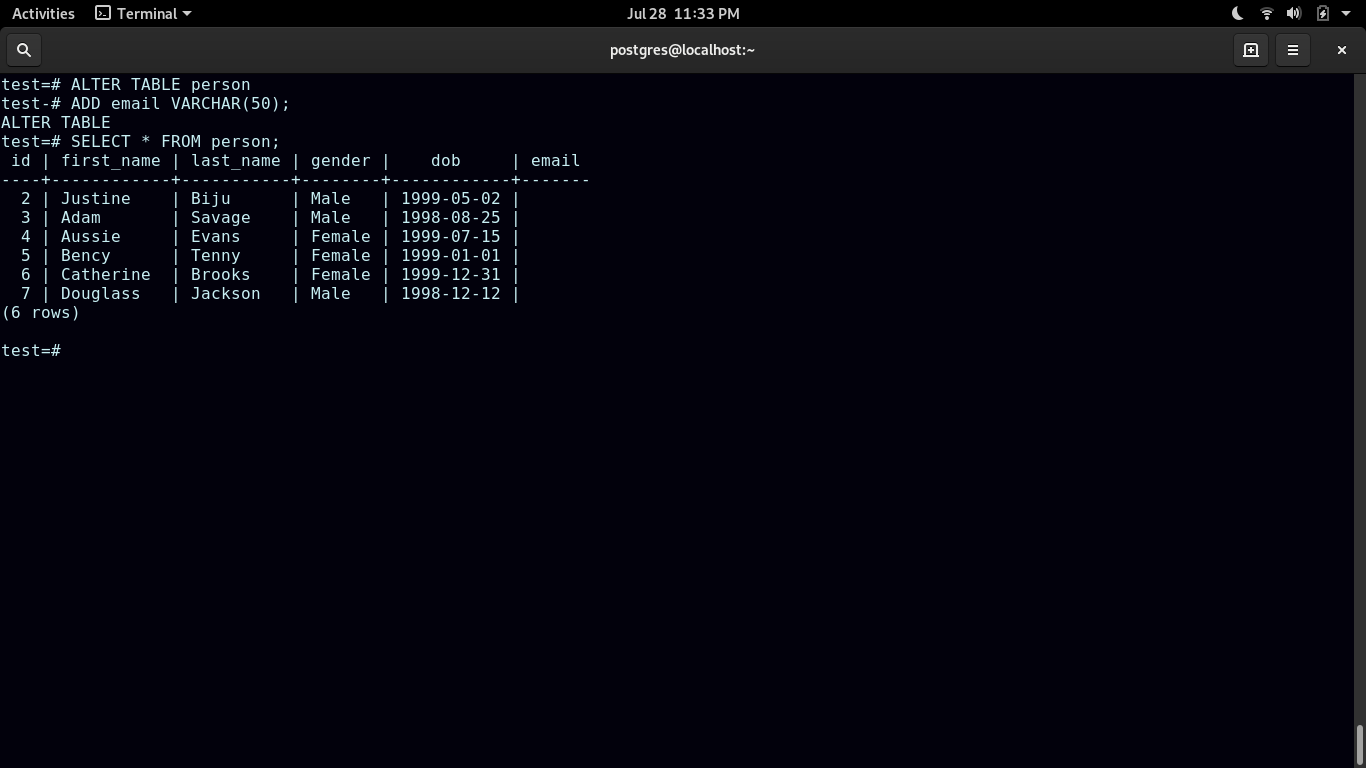 Activities Terminal Jul 28 11:33 PM
postgres@localhost:~
test=# ALTER TABLE person
test-# ADD email VARCHAR(50);
ALTER TABLE
test=# SELECT * FROM person;
 id | first_name | last_name | gender |    dob     | email
----+------------+-----------+--------+------------+-------
  2 | Justine    | Biju      | Male   | 1999-05-02 |
  3 | Adam       | Savage    | Male   | 1998-08-25 |
  4 | Aussie     | Evans     | Female | 1999-07-15 |
  5 | Bency      | Tenny     | Female | 1999-01-01 |
  6 | Catherine  | Brooks    | Female | 1999-12-31 |
  7 | Douglass   | Jackson   | Male   | 1998-12-12 |
(6 rows)
test=#